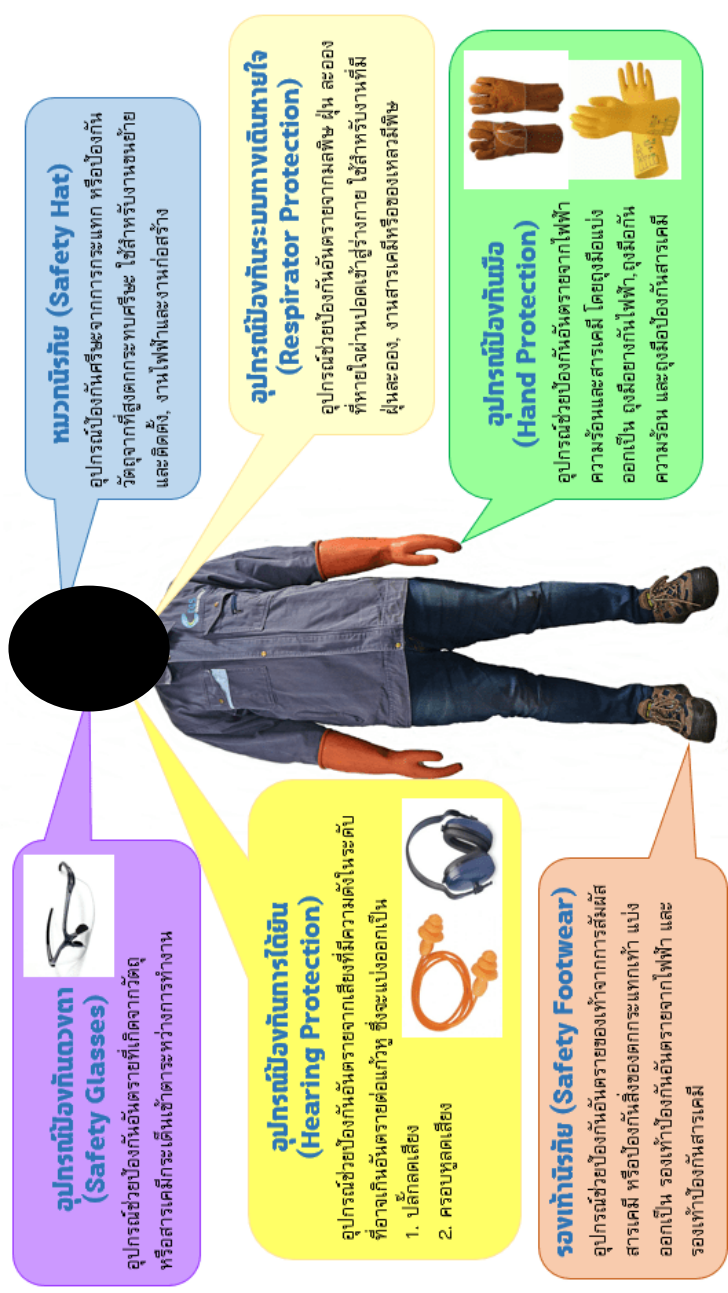 อุปกรณ์ป้องกันดวงตา
(Safety Glasses)
อุปกรณ์ช่วยป้องกันอันตรายที่เกิดจากวัตถุ
หรือสารเคมีกระเด็นเข้าตาระหว่างการทำงาน
หมวกนิรภัย (Safety Hat)
อุปกรณ์ป้องกันศรีษะจากการกระแทก หรือป้องกัน
วัตถุจากที่สูงตกกระทบศรีษะ ใช้สำหรับงานขนย้าย
และติดตั้ง, งานไฟฟ้าและงานก่อสร้าง
อุปกรณ์ป้องกันการได้ยิน
(Hearing Protection)
อุปกรณ์ช่วยป้องกันอันตรายจากเสียงที่มีความดังในระดับ
ที่อาจเกินอันตรายต่อแก้วหู ซึ่งจะแบ่งออกเป็น
1. ปลั๊กลดเสียง
2. ครอบหูลดเสียง
อุปกรณ์ป้องกันระบบทางเดินหายใจ
(Respirator Protection)
อุปกรณ์ช่วยป้องกันอันตรายจากมลพิษ ฝุ่น ละออง
ที่หายใจผ่านปอดเข้าสู่ร่างกาย ใช้สำหรับงานที่มี
ฝุ่นละออง, งานสารเคมีหรือของเหลวมีพิษ
รองเท้านิรภัย (Safety Footwear)
อุปกรณ์ช่วยป้องกันอันตรายของเท้าจากการสัมผัส
สารเคมี หรือป้องกันสิ่งของตกกระแทกเท้า แบ่ง
ออกเป็น รองเท้าป้องกันอันตรายจากไฟฟ้า และ
รองเท้าป้องกันสารเคมี
อุปกรณ์ป้องกันมือ
(Hand Protection)
อุปกรณ์ช่วยป้องกันอันตรายจากไฟฟ้า
ความร้อนและสารเคมี โดยถุงมือแบ่ง
ออกเป็น ถุงมือยางกันไฟฟ้า,ถุงมือกัน
ความร้อน และถุงมือป้องกันสารเคมี